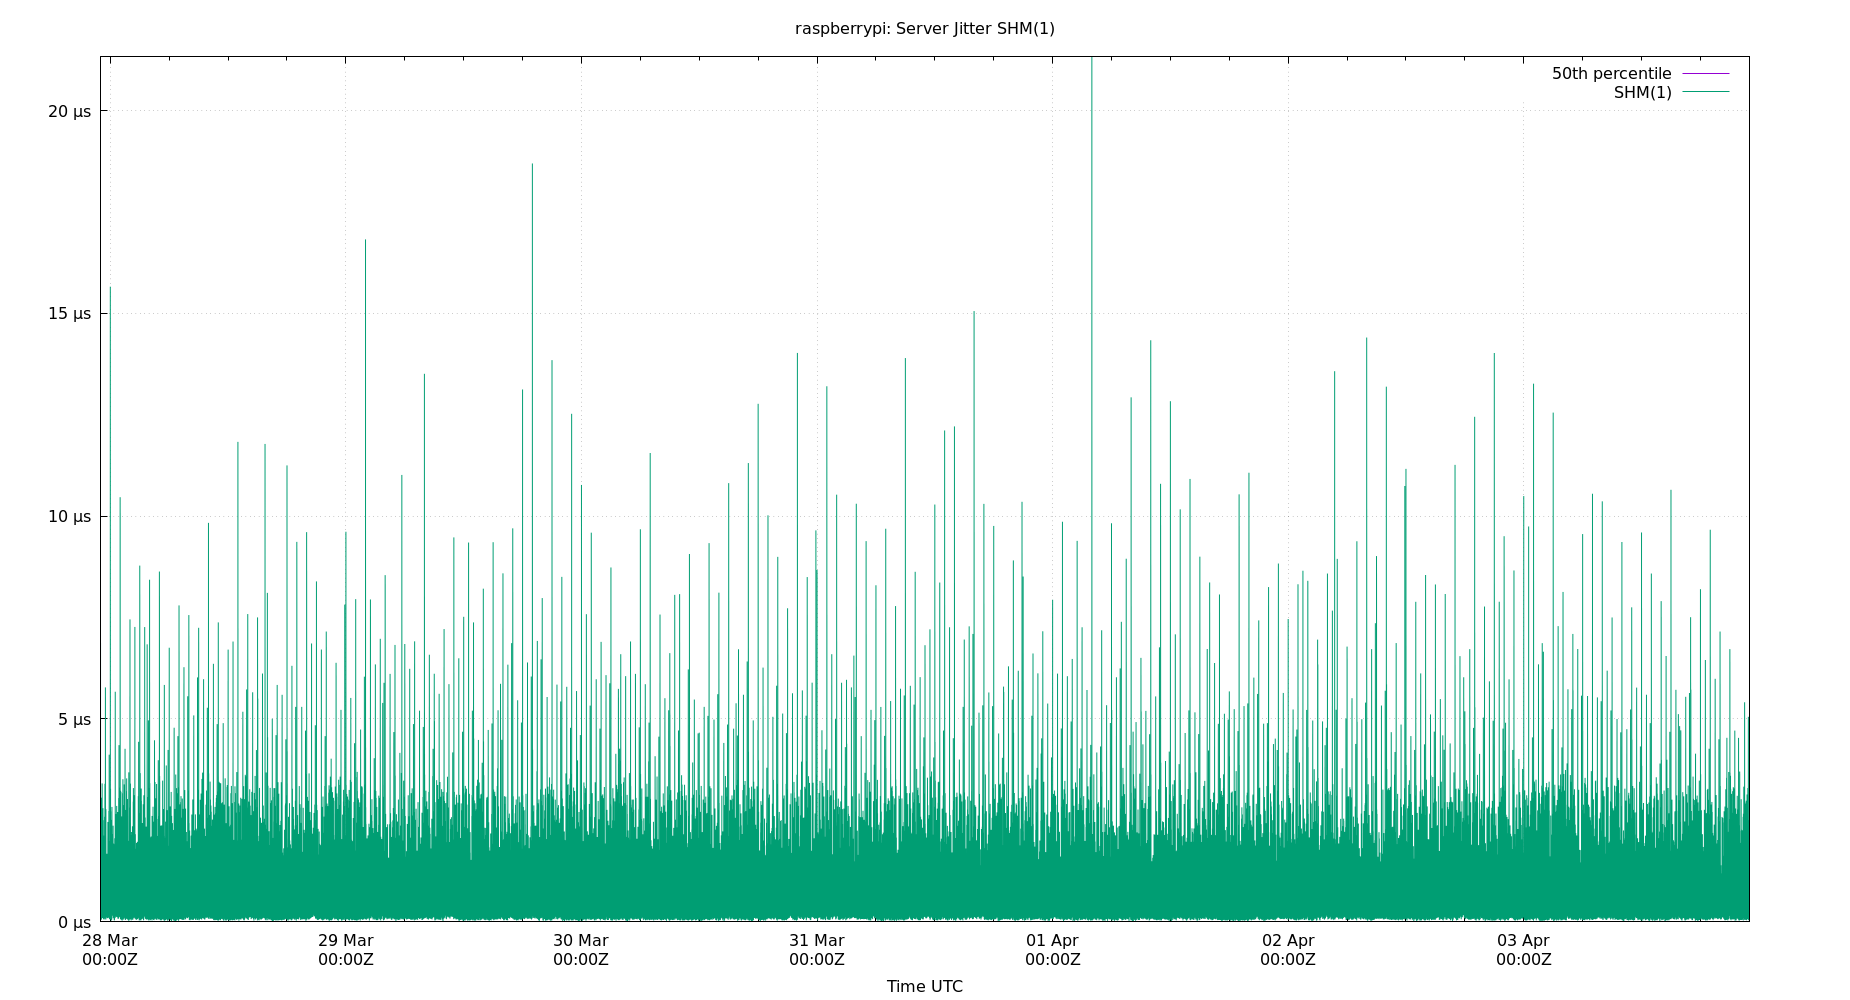 raspberrypi: Server Jitter SHM(1)
50th percentile
SHM(1)
20 µs
15 µs
10 µs
5 µs
0 µs
28 Mar 29 Mar 30 Mar 31 Mar 01 Apr 02 Apr 03 Apr
00:00Z 00:00Z 00:00Z 00:00Z 00:00Z 00:00Z 00:00Z
Time UTC